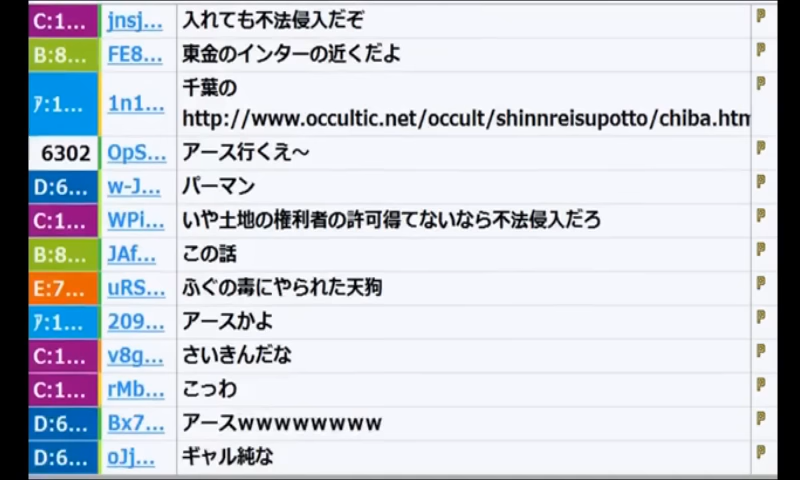 C:1... jnsj... 入れても不法侵入だぞ P
B:8... FE8... 東金のインターの近くだよ P
千葉の P
ｱ:1... 1n1... http://www.occultic.net/occult/shinnreisupotto/chiba.htm
6302 OpS... アース行くえ～ P
D:6... w-J... パーマン P
C:1... WPi... いや土地の権利者の許可得てないなら不法侵入だろ P
B:8... JAf... この話 P
E:7... uRS... ふぐの毒にやられた天狗 P
ｱ:1... 209... アースかよ P
C:1... v8g... さいきんだな P
C:1... rMb... こっわ P
D:6... Bx7... アースｗｗｗｗｗｗｗｗ P
D:6... oJj... ギャル純な P